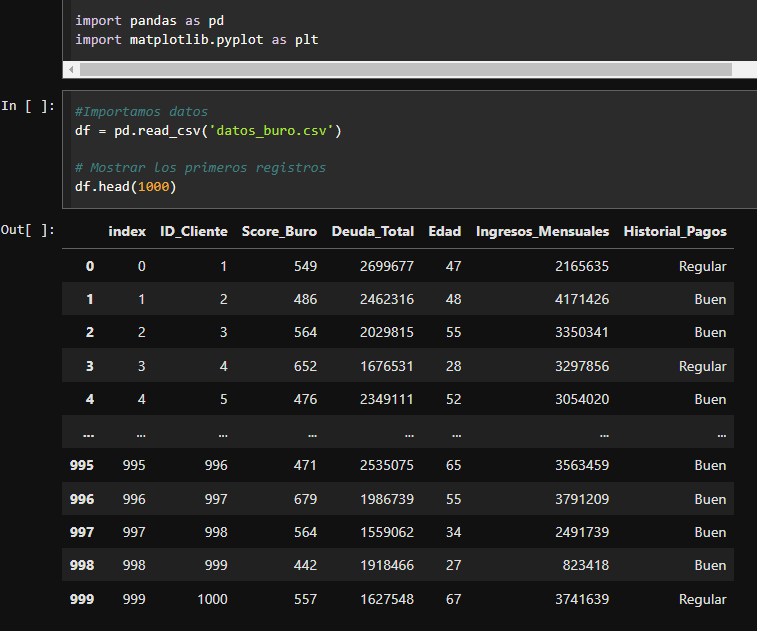 import pandas as pd
import matplotlib.pyplot as plt
In [ ]:
#Importamos datos
df = pd.read_csv('datos_buro.csv')
# Mostrar los primeros registros
df.head(1000)
Out[ ]:
index ID_Cliente Score_Buro Deuda_Total Edad Ingresos_Mensuales Historial_Pagos
0 0 1 549 2699677 47 2165635 Regular
1 1 2 486 2462316 48 4171426 Buen
2 2 3 564 2029815 55 3350341 Buen
3 3 4 652 1676531 28 3297856 Regular
4 4 5 476 2349111 52 3054020 Buen
... ... ... ... ... ... ... ...
995 995 996 471 2535075 65 3563459 Buen
996 996 997 679 1986739 55 3791209 Buen
997 997 998 564 1559062 34 2491739 Buen
998 998 999 442 1918466 27 823418 Buen
999 999 1000 557 1627548 67 3741639 Regular